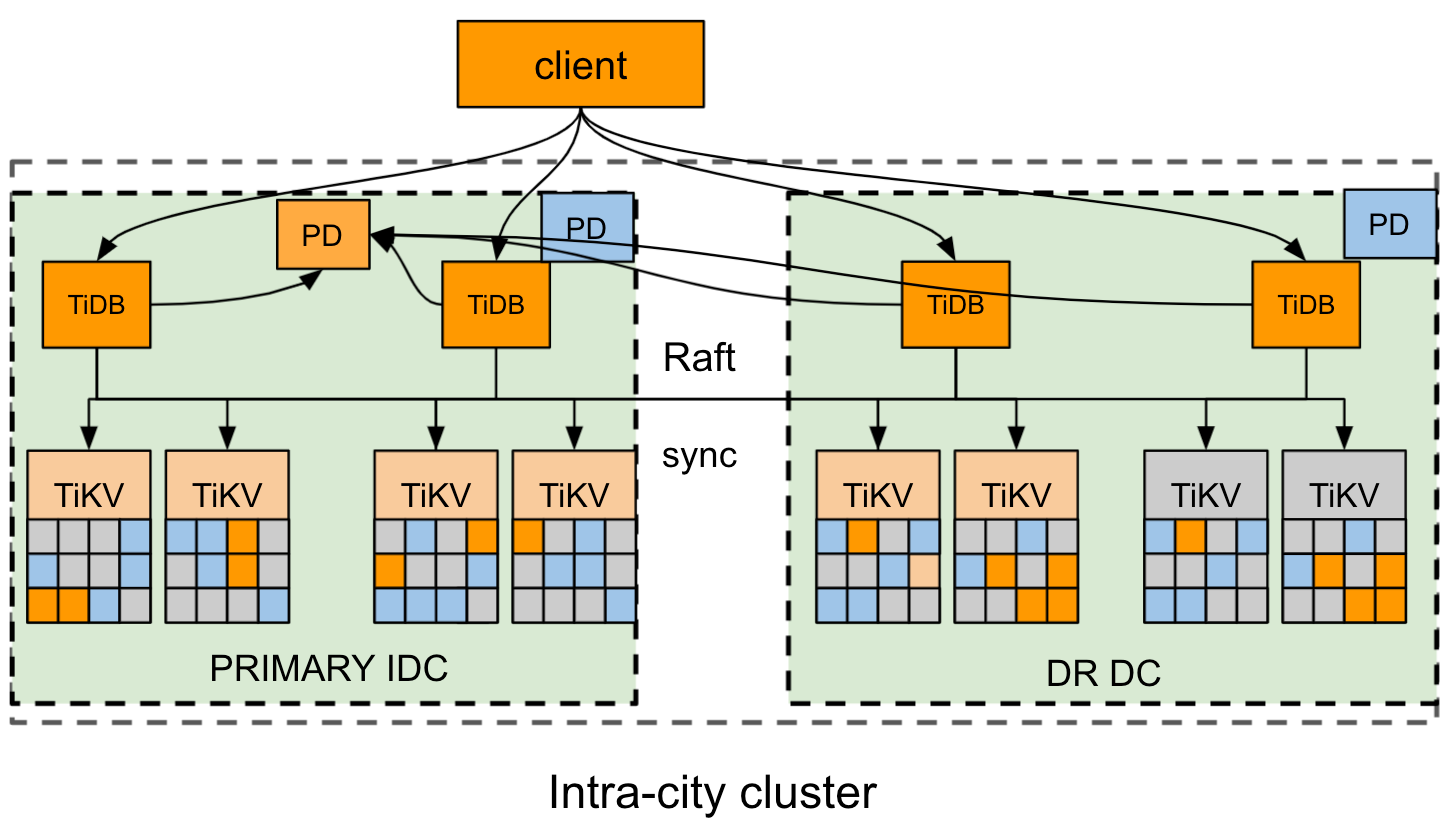 client
PD
PD
PD
TiDB
TiDB
TiDB
TiDB
Raft
sync
TiKV
TiKV
TiKV
TiKV
TiKV
TiKV
TiKV
TiKV
PRIMARY IDC
DR DC
Intra-city cluster